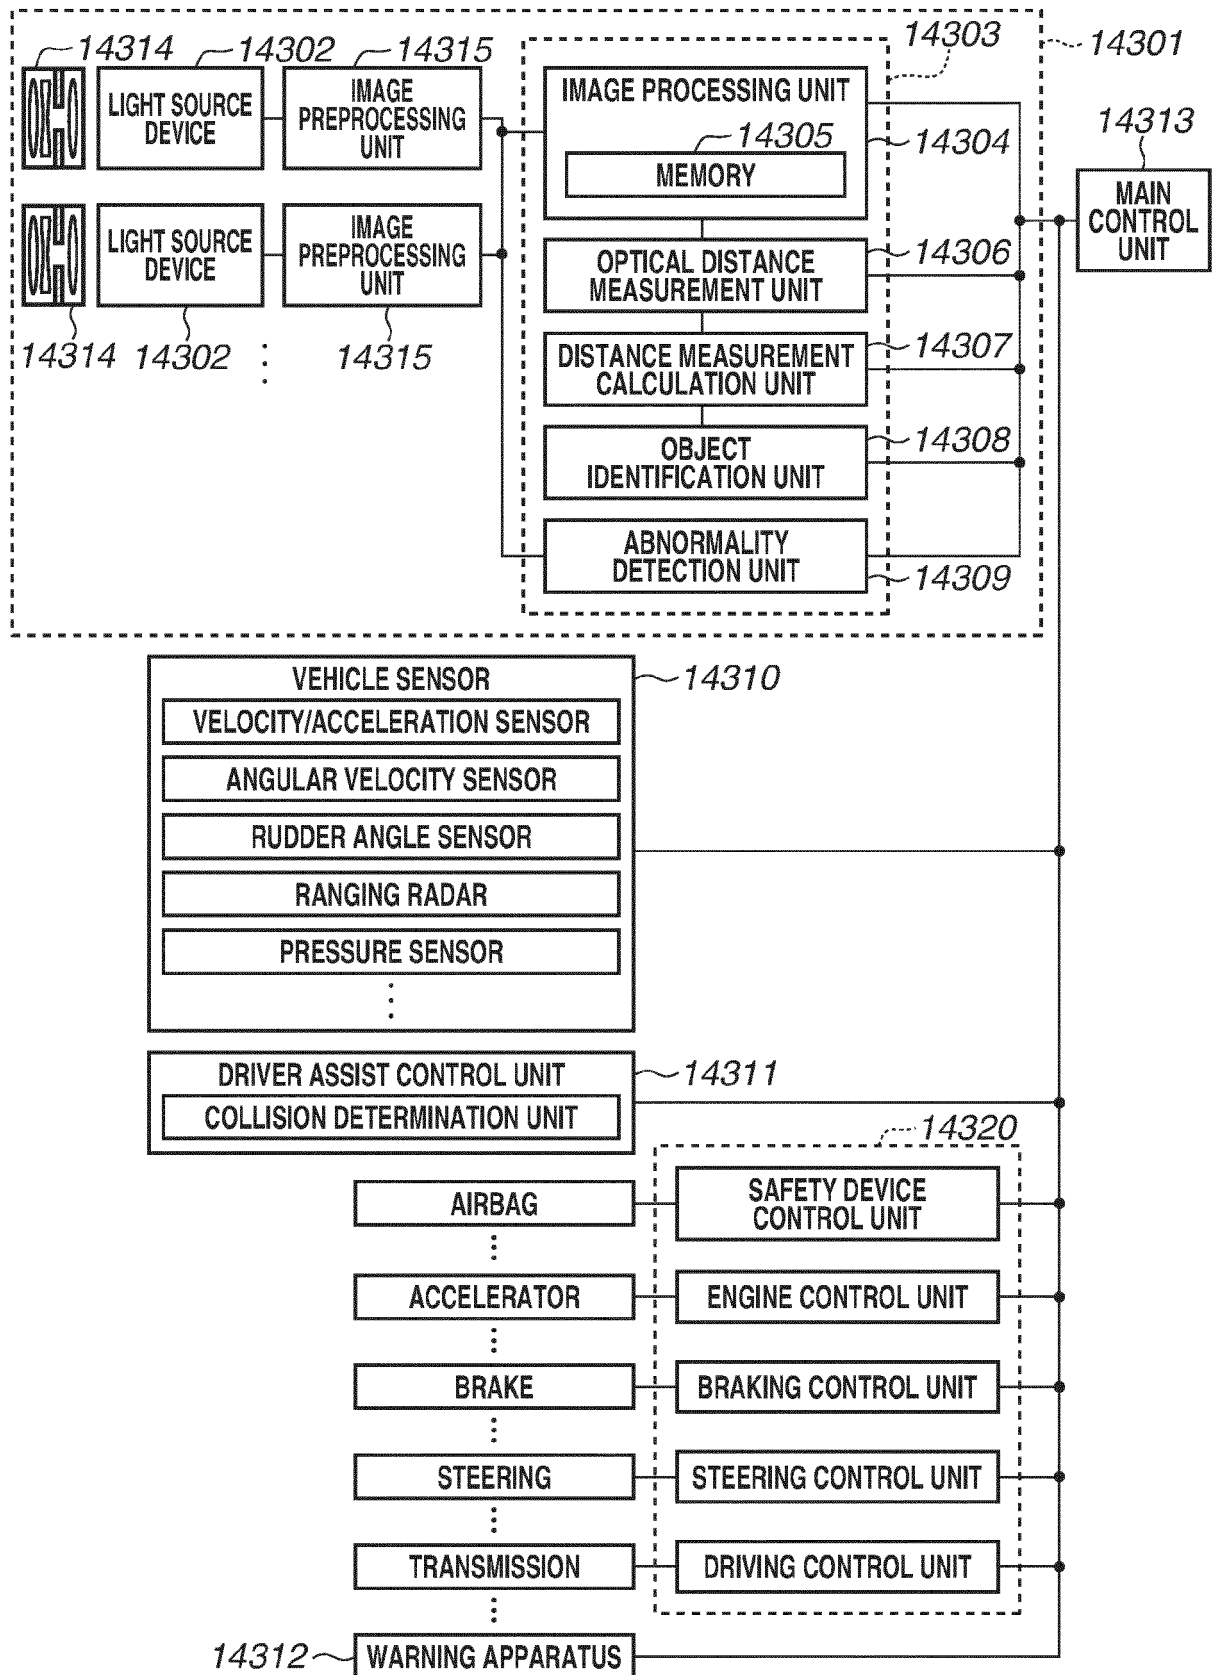 14314
14302
14315
14303
14301
LIGHT SOURCE
DEVICE
IMAGE
PREPROCESSING
UNIT
IMAGE PROCESSING UNIT
14305
MEMORY
14304
14313
MAIN
CONTROL
UNIT
LIGHT SOURCE
DEVICE
IMAGE
PREPROCESSING
UNIT
OPTICAL DISTANCE
MEASUREMENT UNIT
14306
14314
14302
14315
DISTANCE MEASUREMENT
CALCULATION UNIT
14307
OBJECT
IDENTIFICATION UNIT
14308
ABNORMALITY
DETECTION UNIT
14309
VEHICLE SENSOR
14310
VELOCITY/ACCELERATION SENSOR
ANGULAR VELOCITY SENSOR
RUDDER ANGLE SENSOR
RANGING RADAR
PRESSURE SENSOR
DRIVER ASSIST CONTROL UNIT
14311
COLLISION DETERMINATION UNIT
14320
AIRBAG
SAFETY DEVICE
CONTROL UNIT
ACCELERATOR
ENGINE CONTROL UNIT
BRAKE
BRAKING CONTROL UNIT
STEERING
STEERING CONTROL UNIT
TRANSMISSION
DRIVING CONTROL UNIT
14312
WARNING APPARATUS